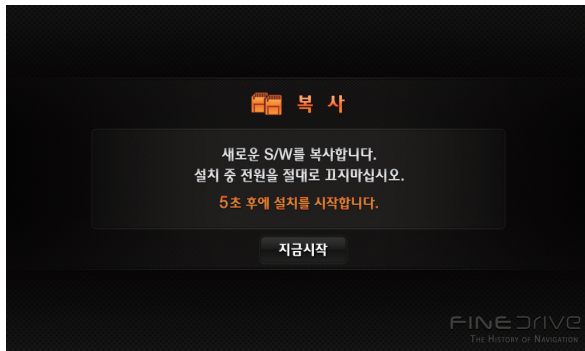 복 사
새로운 S/W를 복사합니다.
설치 중 전원을 절대로 끄지마십시오.
5초 후에 설치를 시작합니다.
지금시작
FINE Drive
THE HISTORY OF NAVIGATION